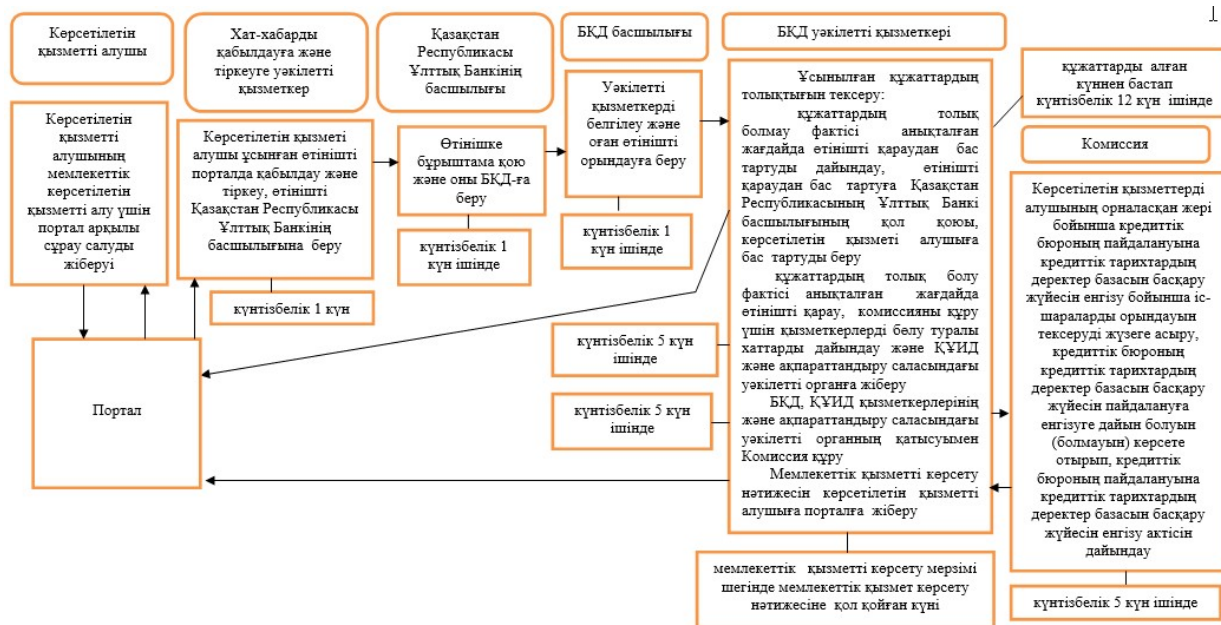 Көрсетілетін
қызметті алушы
Хат-хабарды
қабылдауға және
тіркеуге уәкілетті
қызметкер
Қазақстан
Республикасы
Ұлттық Банкінің
басшылығы
БҚД басшылығы
БҚД уәкілетті қызметкері
Көрсетілетін
қызметті
алушының
мемлекеттік
көрсетілетін
қызметті алу үшін
портал арқылы
сұрау салуды
жіберуі
Көрсетілетін қызметі
алушы ұсынған өтінішті
порталда қабылдау және
тіркеу, өтінішті
Қазақстан Республикасы
Ұлттық Банкінің
басшылығына беру
күнтізбелік 1 күн
Өтінішке
бұрыштама қою
және оны БҚД-ға
беру
күнтізбелік 1
күн ішінде
Уәкілетті
қызметкерді
белгілеу және
оған өтінішті
орындауға беру
күнтізбелік 1
күн ішінде
Ұсынылған құжаттардың
толықтығын тексеру:
құжаттардың толық
болмау фактісі анықталған
жағдайда өтінішті қараудан бас
тартуды дайындау, өтінішті
қараудан бас тартуға Қазақстан
Республикасының Ұлттық Банкі
басшылығының қол қоюы,
көрсетілетін қызметі алушыға
бас тартуды беру
құжаттардың толық болу
фактісі анықталған жағдайда
өтінішті қарау, комиссияны құру
үшін қызметкерлерді бөлу туралы
хаттарды дайындау және ҚҰИД
және ақпараттандыру саласындағы
уәкілетті органға жіберу
БҚД, ҚҰИД қызметкерлерінің
және ақпараттандыру саласындағы
уәкілетті органның қатысуымен
Комиссия құру
Мемлекеттік қызметті көрсету
нәтижесін көрсетілетін қызметті
алушыға порталға жіберу
күнтізбелік 5 күн
ішінде
күнтізбелік 5 күн
ішінде
Портал
мемлекеттік қызметті көрсету мерзімі
шегінде мемлекеттік қызмет көрсету
нәтижесіне қол қойған күні
құжаттарды алған
күннен бастап
күнтізбелік 12 күн ішінде
Комиссия
Көрсетілетін қызметтерді
алушының орналасқан жері
бойынша кредиттік
бюроның пайдалануына
кредиттік тарихтардың
деректер базасын басқару
жүйесін енгізу бойынша іс-
шараларды орындауын
тексеруді жүзеге асыру,
кредиттік бюроның
кредиттік тарихтардың
деректер базасын басқару
жүйесін пайдалануға
енгізуге дайын болуын
(болмауын) көрсете
отырып, кредиттік
бюроның пайдалануына
кредиттік тарихтардың
деректер базасын басқару
жүйесін енгізу актісін
дайындау
күнтізбелік 5 күн ішінде